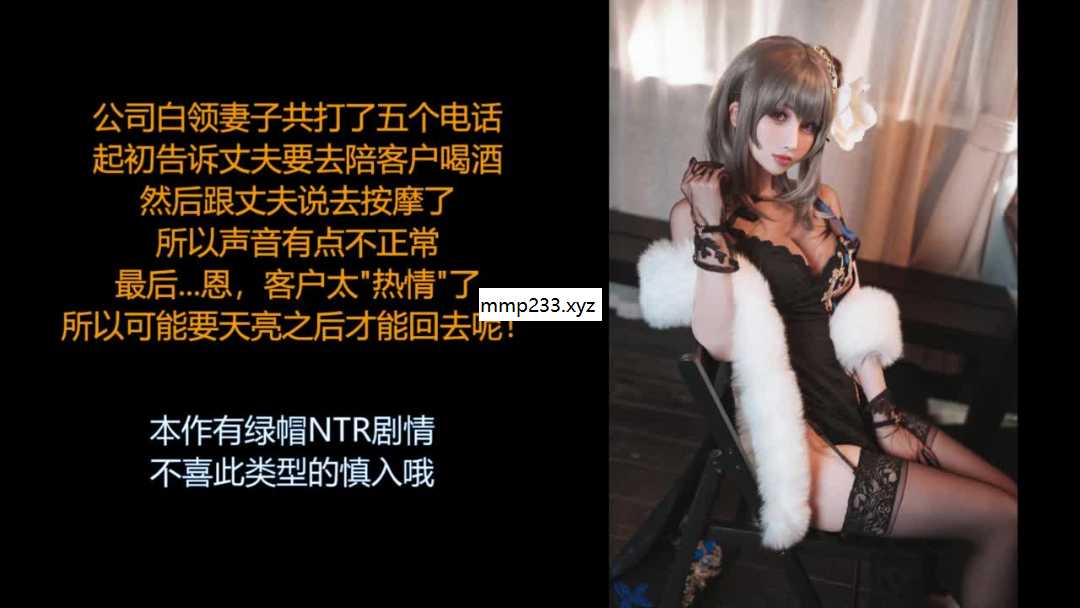 公司白领妻子共打了五个电话
起初告诉丈夫要去陪客户喝酒
然后跟丈夫说去按摩了
所以声音有点不正常
最后...恩，客户太"热情"了
mmp233.xyz
所以可能要天亮之后才能回去呢！
本作有绿帽NTR剧情
不喜此类型的慎入哦